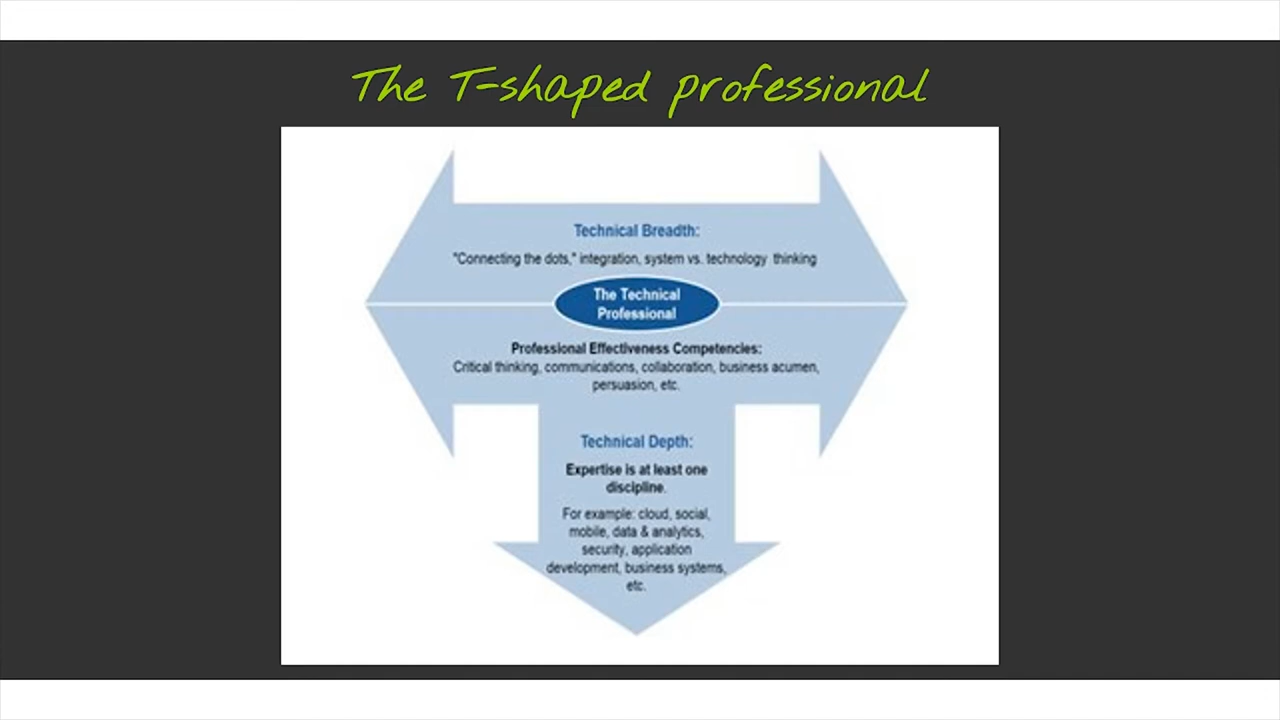 The T-shaped professional
Technical Breadth:
"Connecting the dots," integration, system vs. technology thinking
The Technical
Professional
Professional Effectiveness Competencies:
Critical thinking, communications, collaboration, business acumen,
persuasion, etc.
Technical Depth:
Expertise is at least one
discipline.
For example: cloud, social,
mobile, data & analytics,
security, application
development, business systems,
etc.